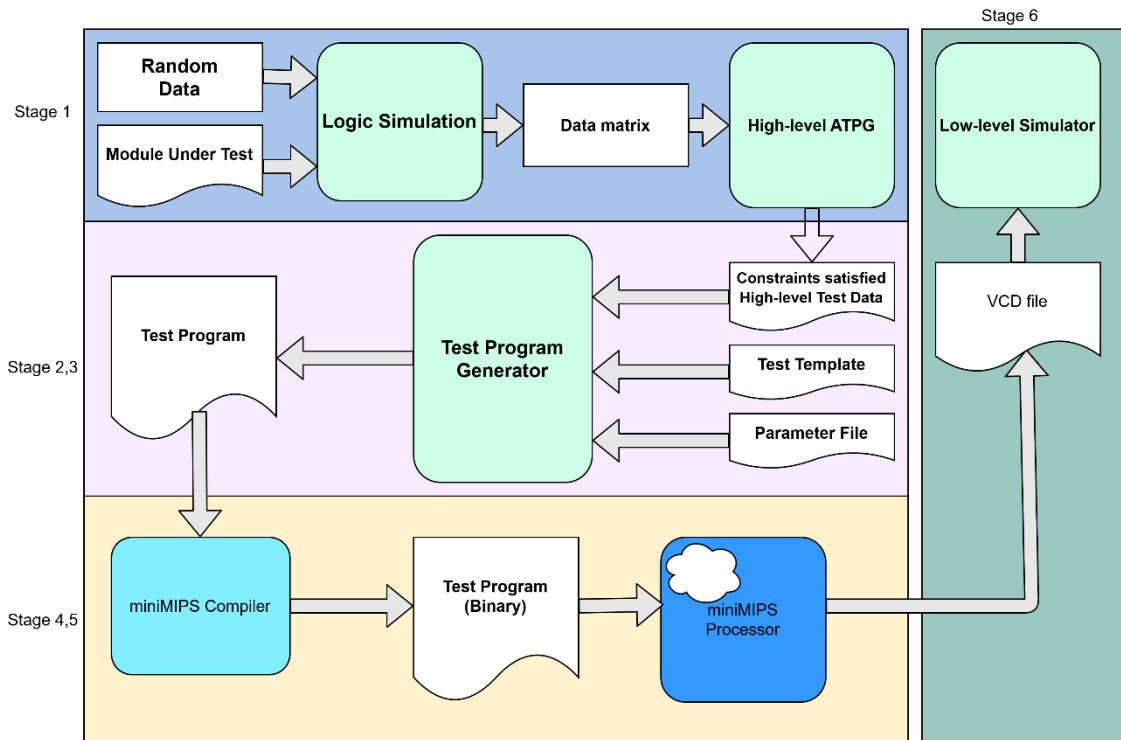 Stage 6
Stage 1
Random
Data
Module Under Test
Logic Simulation
Data matrix
High-level ATPG
Low-level Simulator
Stage 2,3
Test Program
Test Program
Generator
Constraints satisfied
High-level Test Data
Test Template
Parameter File
VCD file
Stage 4,5
miniMIPS Compiler
Test Program
(Binary)
miniMIPS
Processor